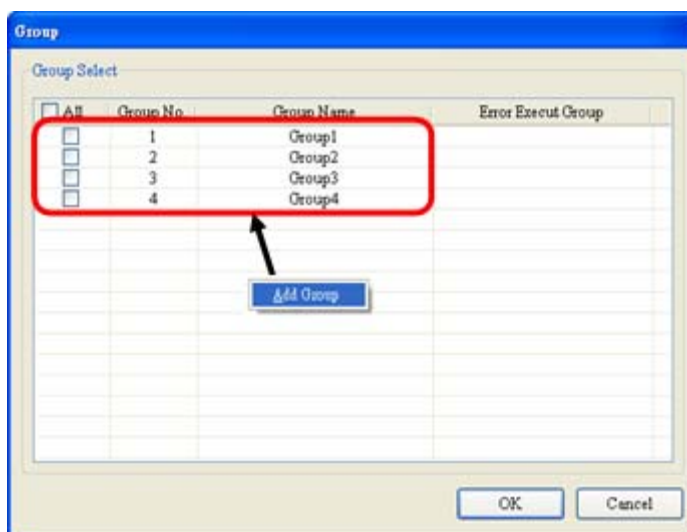 Group
Group Select
All Group No Group Name Error Execut Group
1 Group1
2 Group2
3 Group3
4 Group4
Add Group
OK Cancel